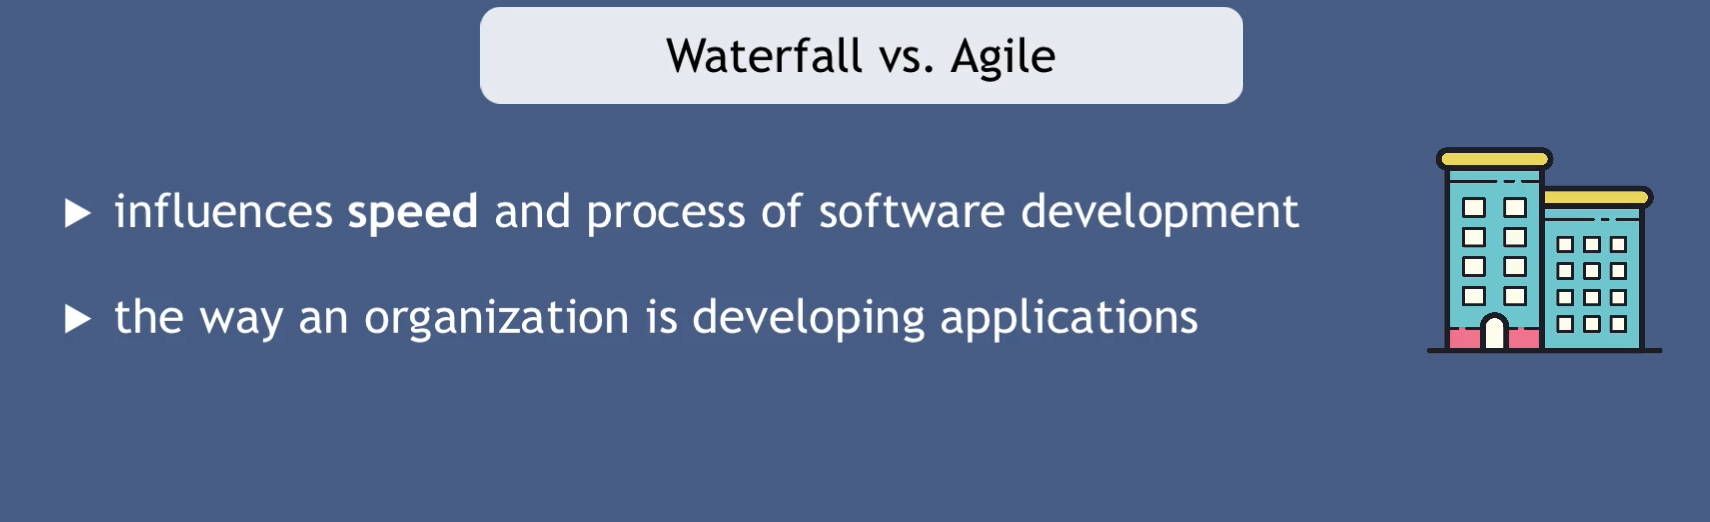 Waterfall vs. Agile
▶ influences speed and process of software development
▶ the way an organization is developing applications